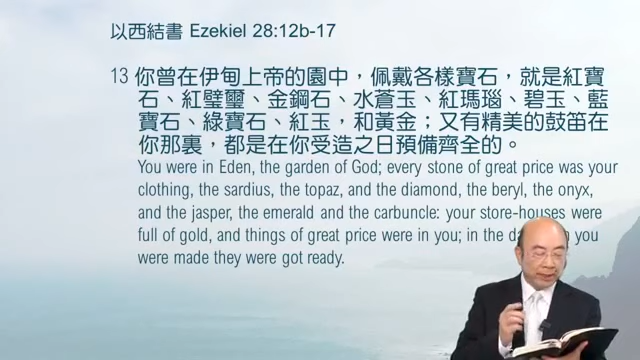 以西結書 Ezekiel 28:12b-17
13 你曾在伊甸上帝的園中，佩戴各樣寶石，就是紅寶
石、紅璧璽、金鋼石、水蒼玉、紅瑪瑙、碧玉、藍
寶石、綠寶石、紅玉，和黃金；又有精美的鼓笛在
你那裏，都是在你受造之日預備齊全的。
You were in Eden, the garden of God; every stone of great price was your
clothing, the sardius, the topaz, and the diamond, the beryl, the onyx,
and the jasper, the emerald and the carbuncle: your store-houses were
full of gold, and things of great price were in you; in the you
were made they were got ready.